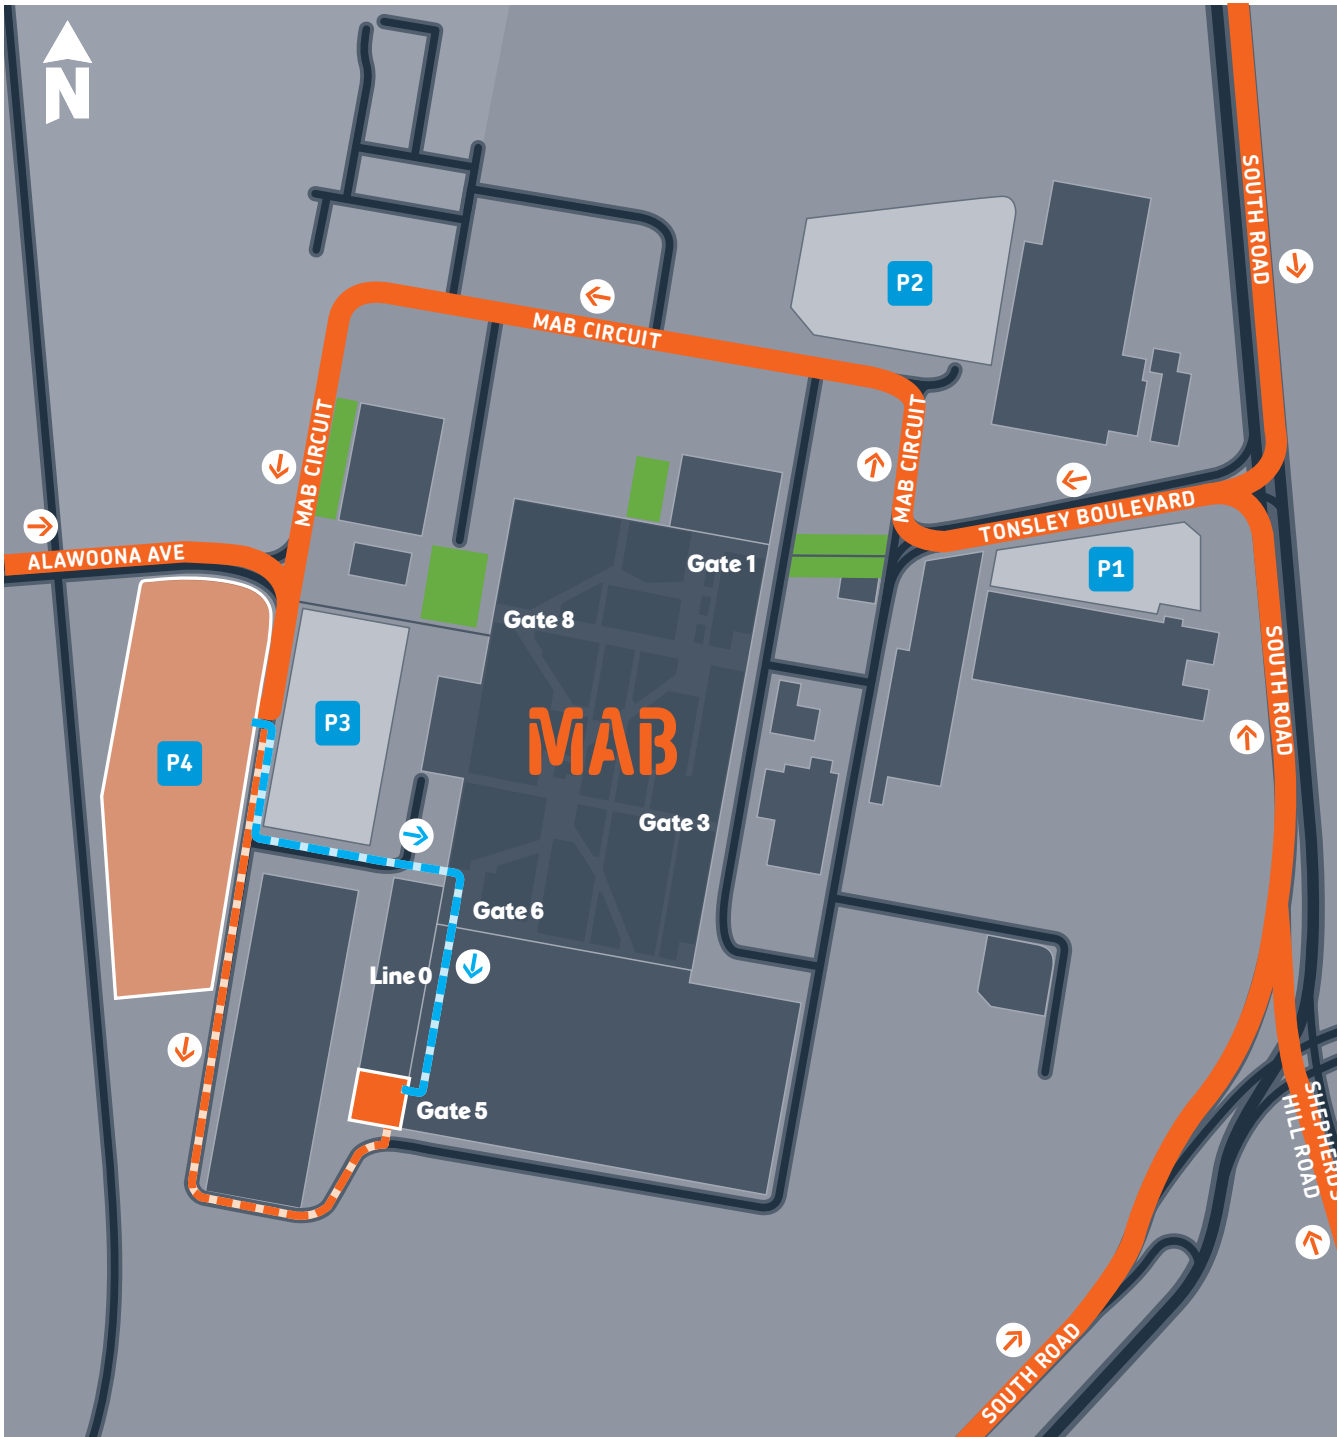 N
SOUTH ROAD
P2
MAB CIRCUIT
MAB CIRCUIT
MAB CIRCUIT
TONSLEY BOULEVARD
ALAWOONA AVE
Gate 1
P1
Gate 8
P3
MAB
P4
SOUTH ROAD
Gate 3
Gate 6
Line 0
Gate 5
SHEPHERDS
HILL ROAD
SOUTH ROAD